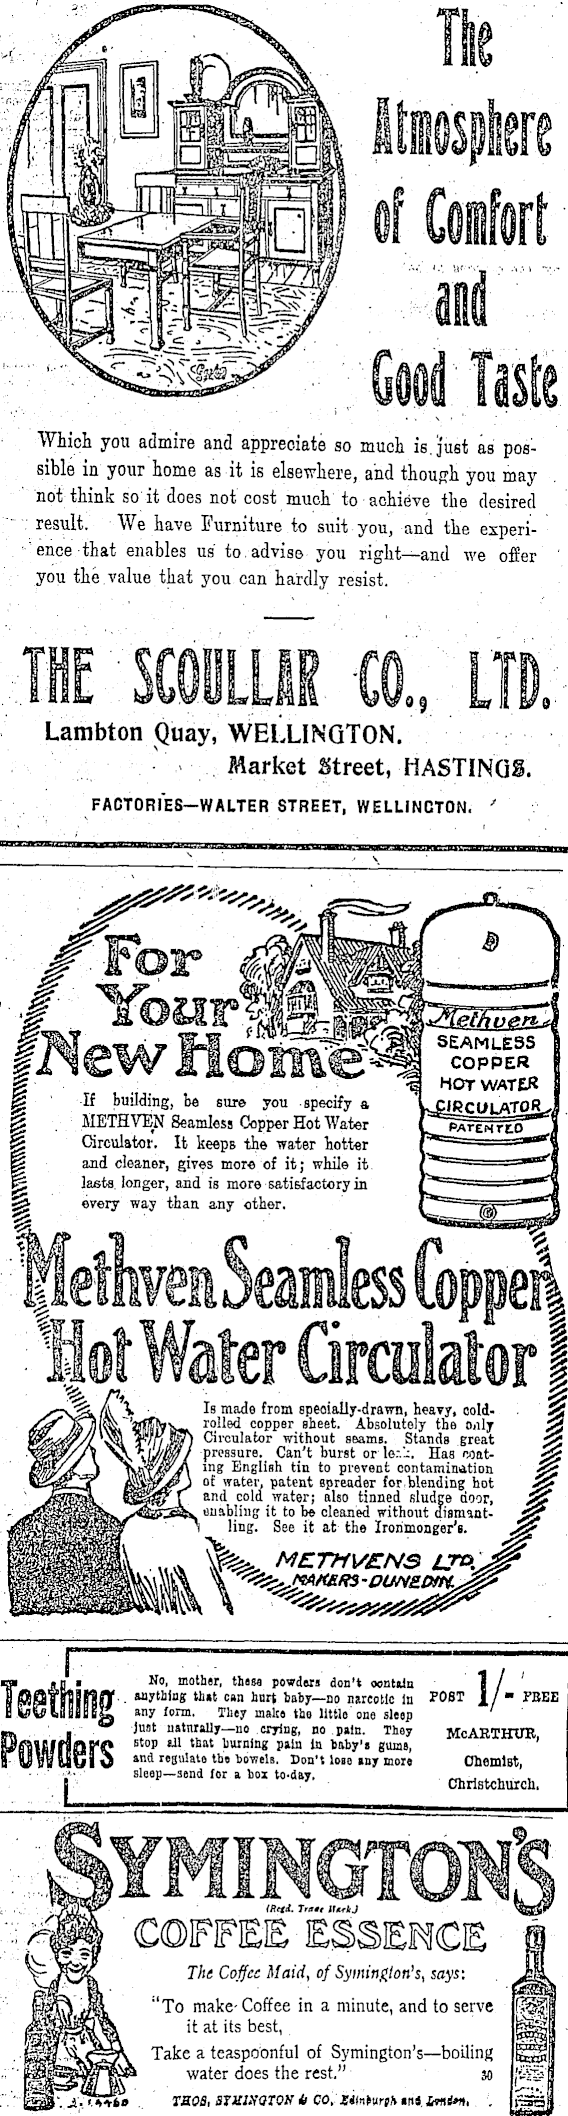 The
Atmosphere
of Comfort
and
Good Taste
Which you admire and appreciate so much is just as pos-
sible in your home as it is elsewhere, and though you may
not think so it does not cost much to achieve the desired
result. We have Furniture to suit you, and the experi-
ence that enables us to advise you right—and we offer
you the value that you can hardly resist.
THE SCOULLAR CO., LTD.
Lambton Quay, WELLINGTON.
Market Street, HASTINGS.
FACTORIES—WALTER STREET, WELLINGTON.
For
Your
New Home
If building, be sure you specify a
METHVEN Seamless Copper Hot Water
Circulator. It keeps the water hotter
and cleaner, gives more of it; while it
lasts longer, and is more satisfactory in
every way than any other.
Methven
SEAMLESS
COPPER
HOT WATER
CIRCULATOR
PATENTED
Methven Seamless Copper
Hot Water Circulator
Is made from specially-drawn, heavy, cold-
rolled copper sheet. Absolutely the only
Circulator without seams. Stands great
pressure. Can't burst or leak. Has coat-
ing English tin to prevent contamination
of water, patent spreader for blending hot
and cold water; also tinned sludge door,
enabling it to be cleaned without dismant-
ling. See it at the Ironmonger's.
METHVENS LTD.
MAKERS-DUNEDIN.
Teething
Powders
No, mother, these powders don't contain
anything that can hurt baby—no narcotic in
any form. They make the little one sleep
just naturally—no crying, no pain. They
stop all that burning pain in baby's gums,
and regulate the bowels. Don't lose any more
sleep—send for a box to-day.
POST 1/- FREE
McARTHUR,
Chemist,
Christchurch.
SYMINGTON'S
(Regd. Trade Mark.)
COFFEE ESSENCE
The Coffee Maid, of Symington's, says:
"To make Coffee in a minute, and to serve
it at its best,
Take a teaspoonful of Symington's—boiling
water does the rest." 30
THOS. SYMINGTON & CO. Edinburgh and London.